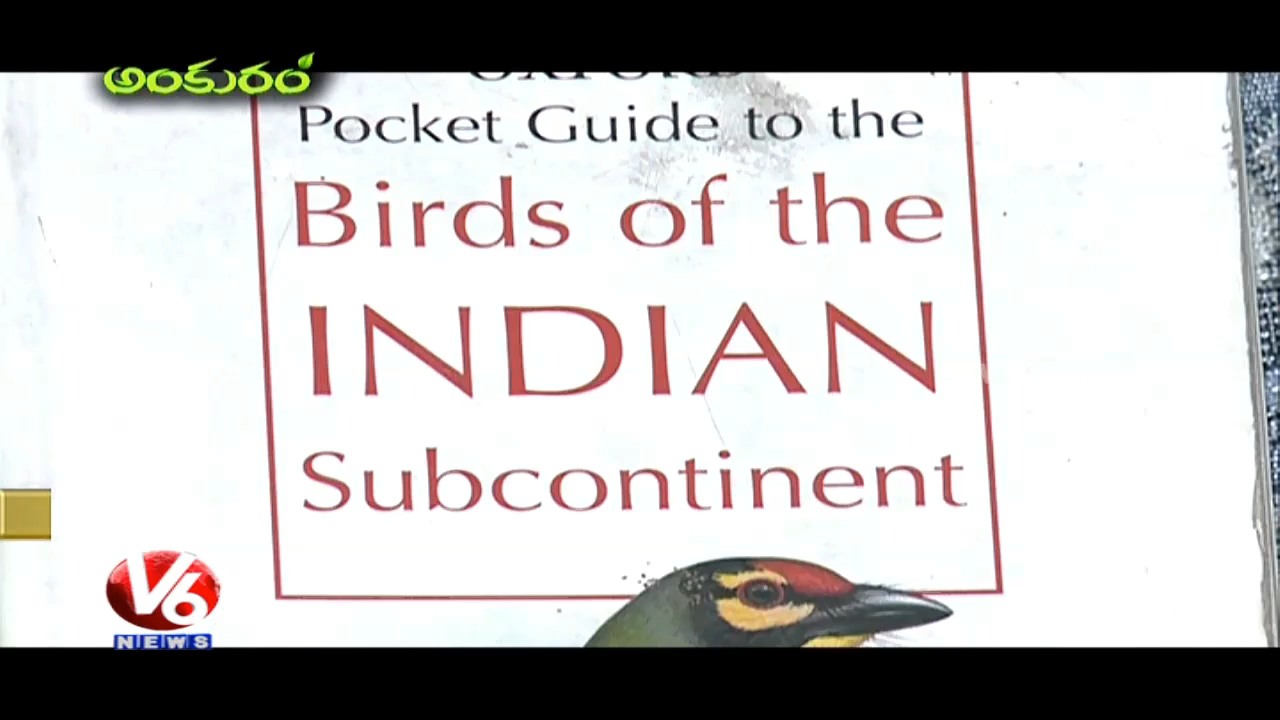 అంకురం
Pocket Guide to the
Birds of the
INDIAN
Subcontinent
V6
NEWS